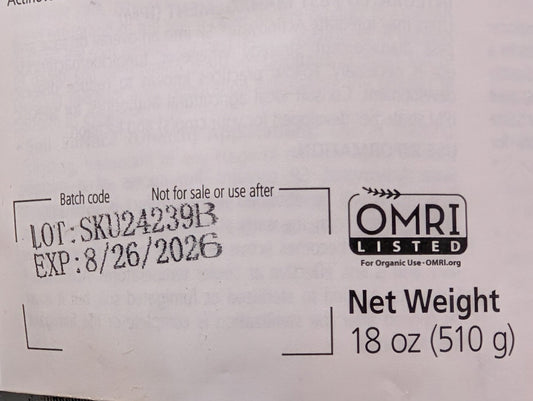 Batch code Not for sale or use after
LOT:SKU24239B
EXP:8/26/2026
OMRI
LISTED
For Organic Use-OMRI.org
Net Weight
18 oz (510 g)